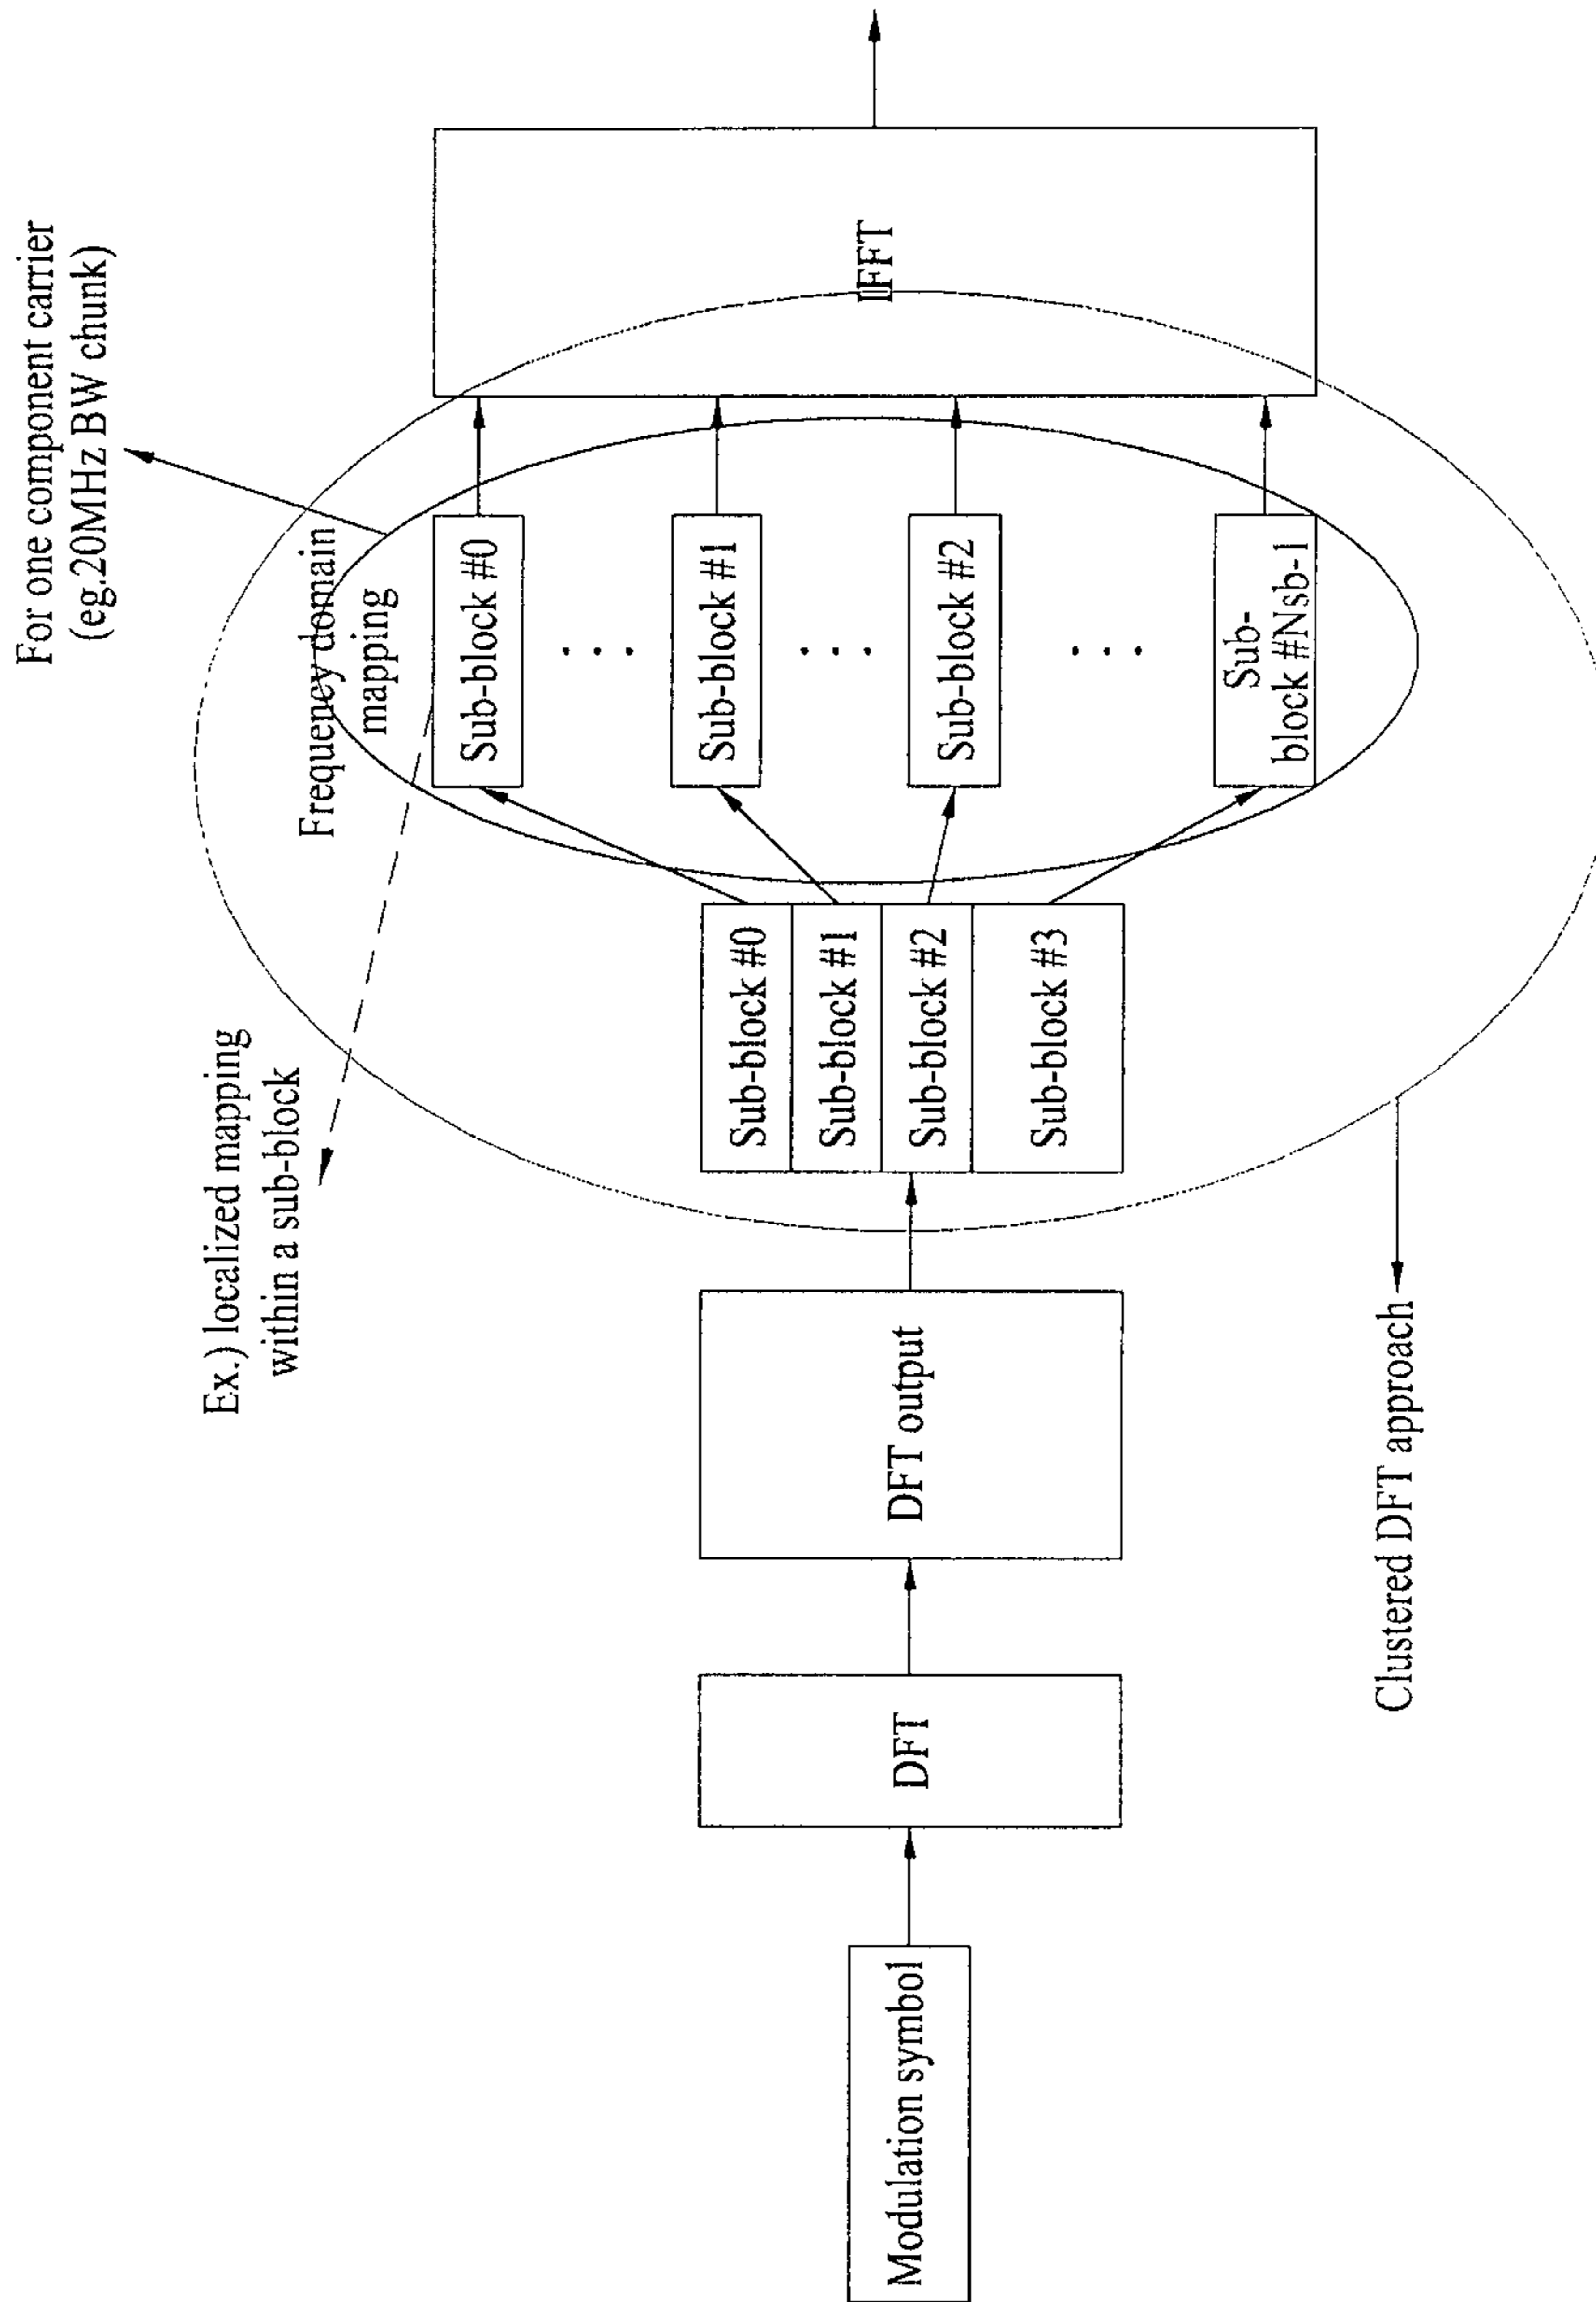 For one component carrier
(eg.20MHz BW chunk)
Ex.) localized mapping
within a sub-block
Frequency domain
mapping
Modulation symbol
DFT
DFT output
Sub-block #0
Sub-block #1
Sub-block #2
Sub-block #3
Sub-block #0
Sub-block #1
Sub-block #2
Sub-
block #Nsb-1
IFFT
Clustered DFT approach